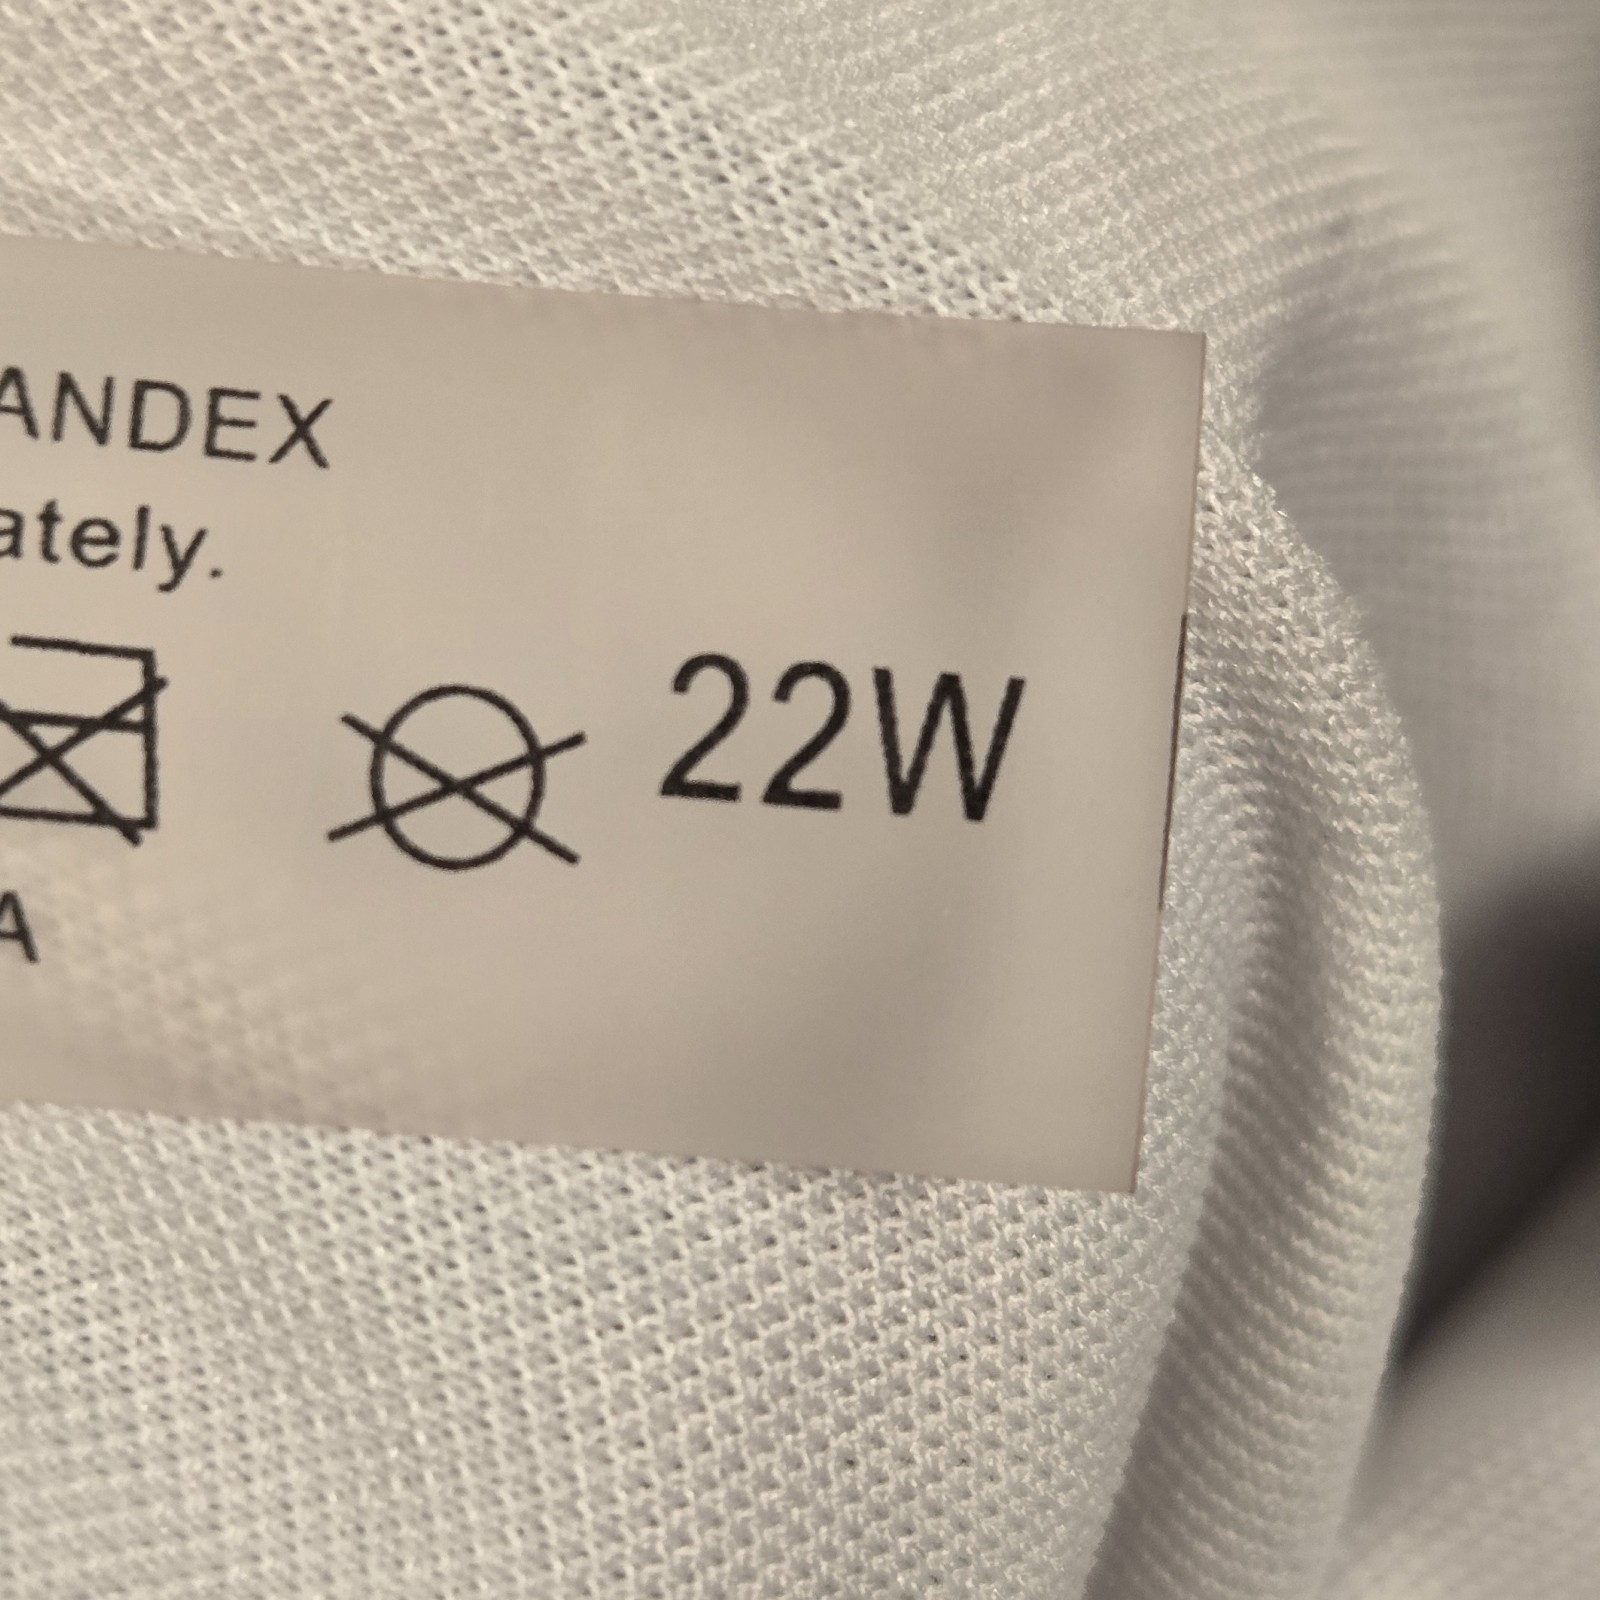 ANDEX
ately.
22W
A